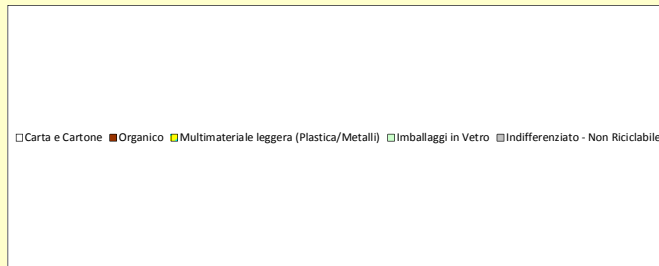 Carta e Cartone Organico Multimateriale leggera (Plastica/Metalli) Imballaggi in Vetro Indifferenziato - Non Riciclabile